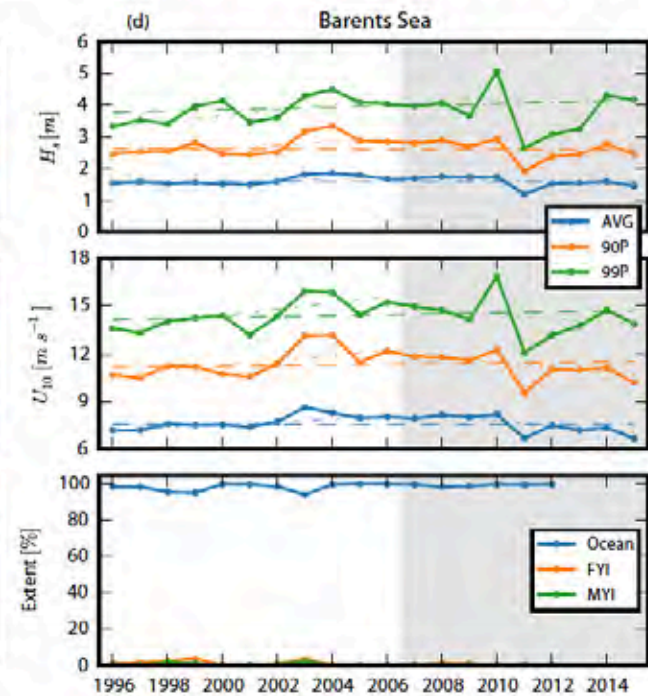 (d) Barents Sea
6
5
4
3
2
1
0
H_s [m]
AVG
90P
99P
18
15
12
9
6
U_10 [m s^-1]
100
80
60
40
20
0
Extent [%]
Ocean
FYI
MYI
1996 1998 2000 2002 2004 2006 2008 2010 2012 2014